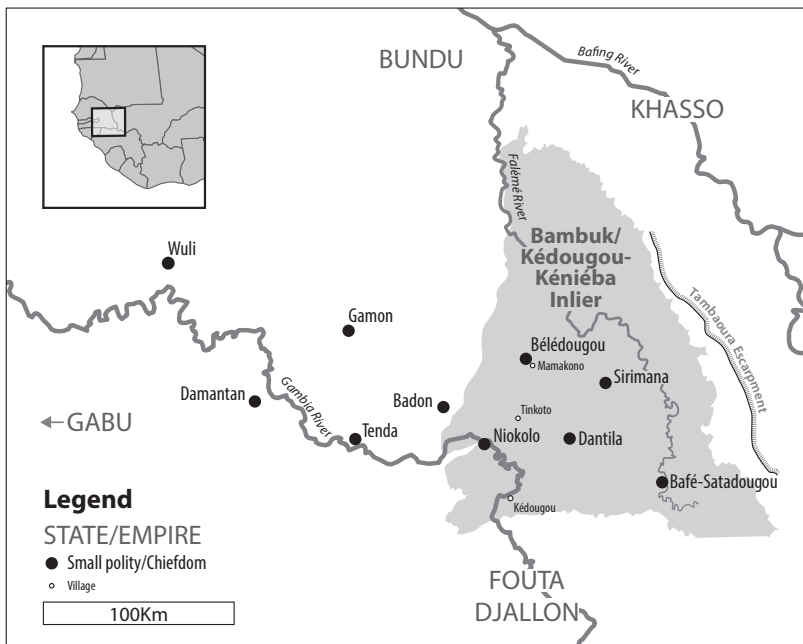 BUNDU
Bafing River
KHASSO
Falémé River
Wuli
Bambuk/
Kédougou-
Kéniéba
Inlier
Tambaoura Escarpment
Gamon
Bélédougou
Mamakono
Sirimana
Damantan
Gambia River
Badon
Tinkoto
GABU
Tenda
Niokolo
Dantila
Bafé-Satadougou
Kédougou
Legend
STATE/EMPIRE
Small polity/Chiefdom
Village
100Km
FOUTA
DJALLON